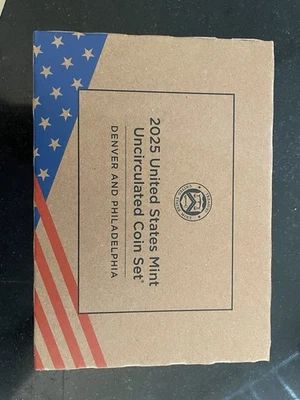 2025 United States Mint
Uncirculated Coin Set®
DENVER AND PHILADELPHIA